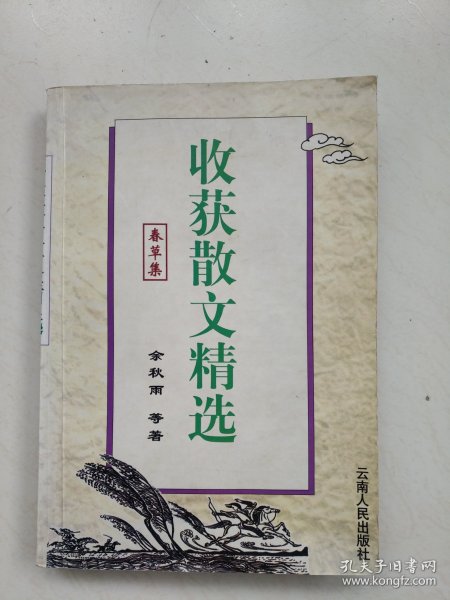 收获散文精选
春草集
余秋雨 等著
云南人民出版社
孔夫子旧书网
www.kongfz.com